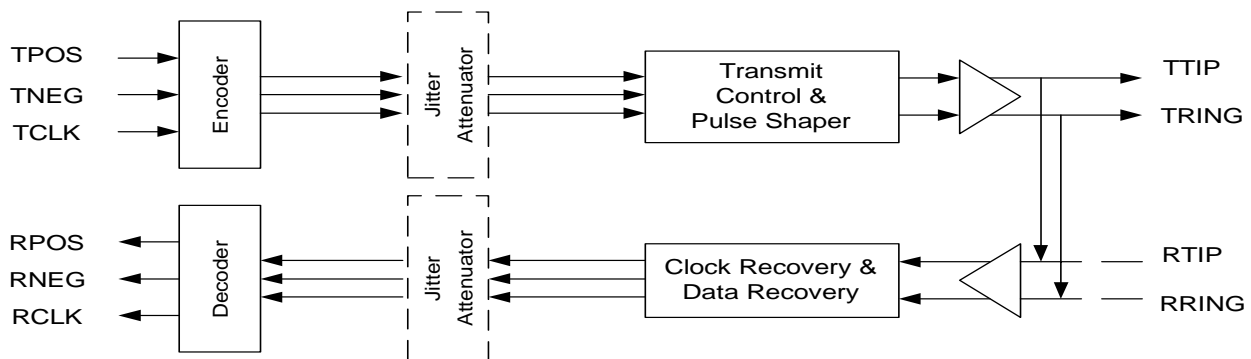 TPOS
TNEG
TCLK
Encoder
Jitter
Attenuator
Transmit
Control &
Pulse Shaper
TTIP
TRING
RPOS
RNEG
RCLK
Decoder
Jitter
Attenuator
Clock Recovery &
Data Recovery
RTIP
RRING